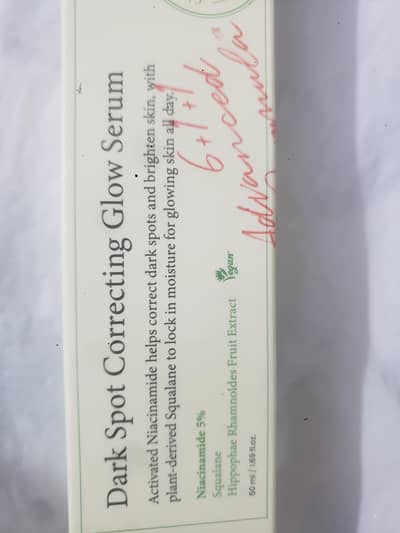 Dark Spot Correcting Glow Serum
Activated Niacinamide helps correct dark spots and brighten skin, with
plant-derived Squalane to lock in moisture for glowing skin all day.
6+1+1
Advanced
Niacinamide 5%
Squalane
Hippophae Rhamnoides Fruit Extract
Vegan
50 ml / 1.69 fl.oz.